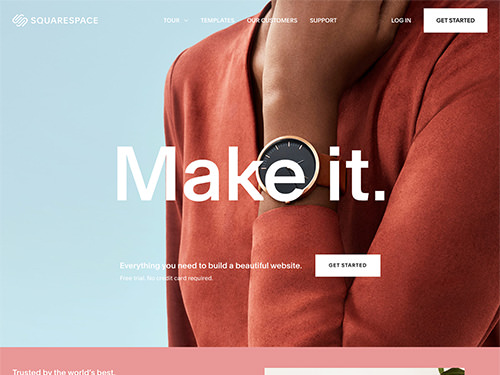 SQUARESPACE
TOUR
TEMPLATES
OUR CUSTOMERS
SUPPORT
LOG IN
GET STARTED
Make it.
Everything you need to build a beautiful website.
Free trial. No credit card required.
GET STARTED
Trusted by the world's best.